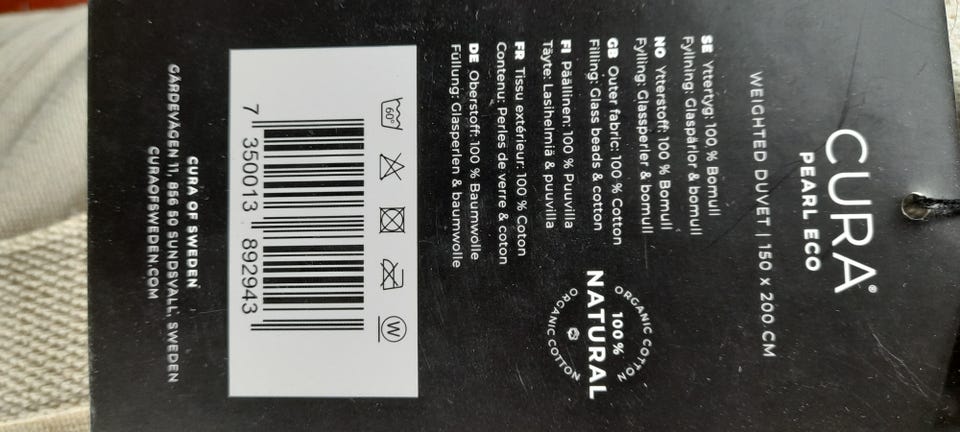 CURA®
PEARL ECO
WEIGHTED DUVET | 150 x 200 CM
SE Yttertyg: 100 % Bomull
Fyllning: Glaspärlor & bomull
NO Ytterstoff: 100 % Bomull
Fylling: Glassperler & bomull
GB Outer fabric: 100 % Cotton
Filling: Glass beads & cotton
FI Päällinen: 100 % Puuvilla
Täyte: Lasihelmiä & puuvilla
FR Tissu extérieur: 100 % Coton
Contenu: Perles de verre & coton
DE Oberstoff: 100 % Baumwolle
Füllung: Glasperlen & baumwolle
ORGANIC COTTON
100%
NATURAL
ORGANIC COTTON
60°
W
7 350013 892943
CURA OF SWEDEN
GÄRDEVÄGEN 11, 856 50 SUNDSVALL, SWEDEN
CURAOFSWEDEN.COM